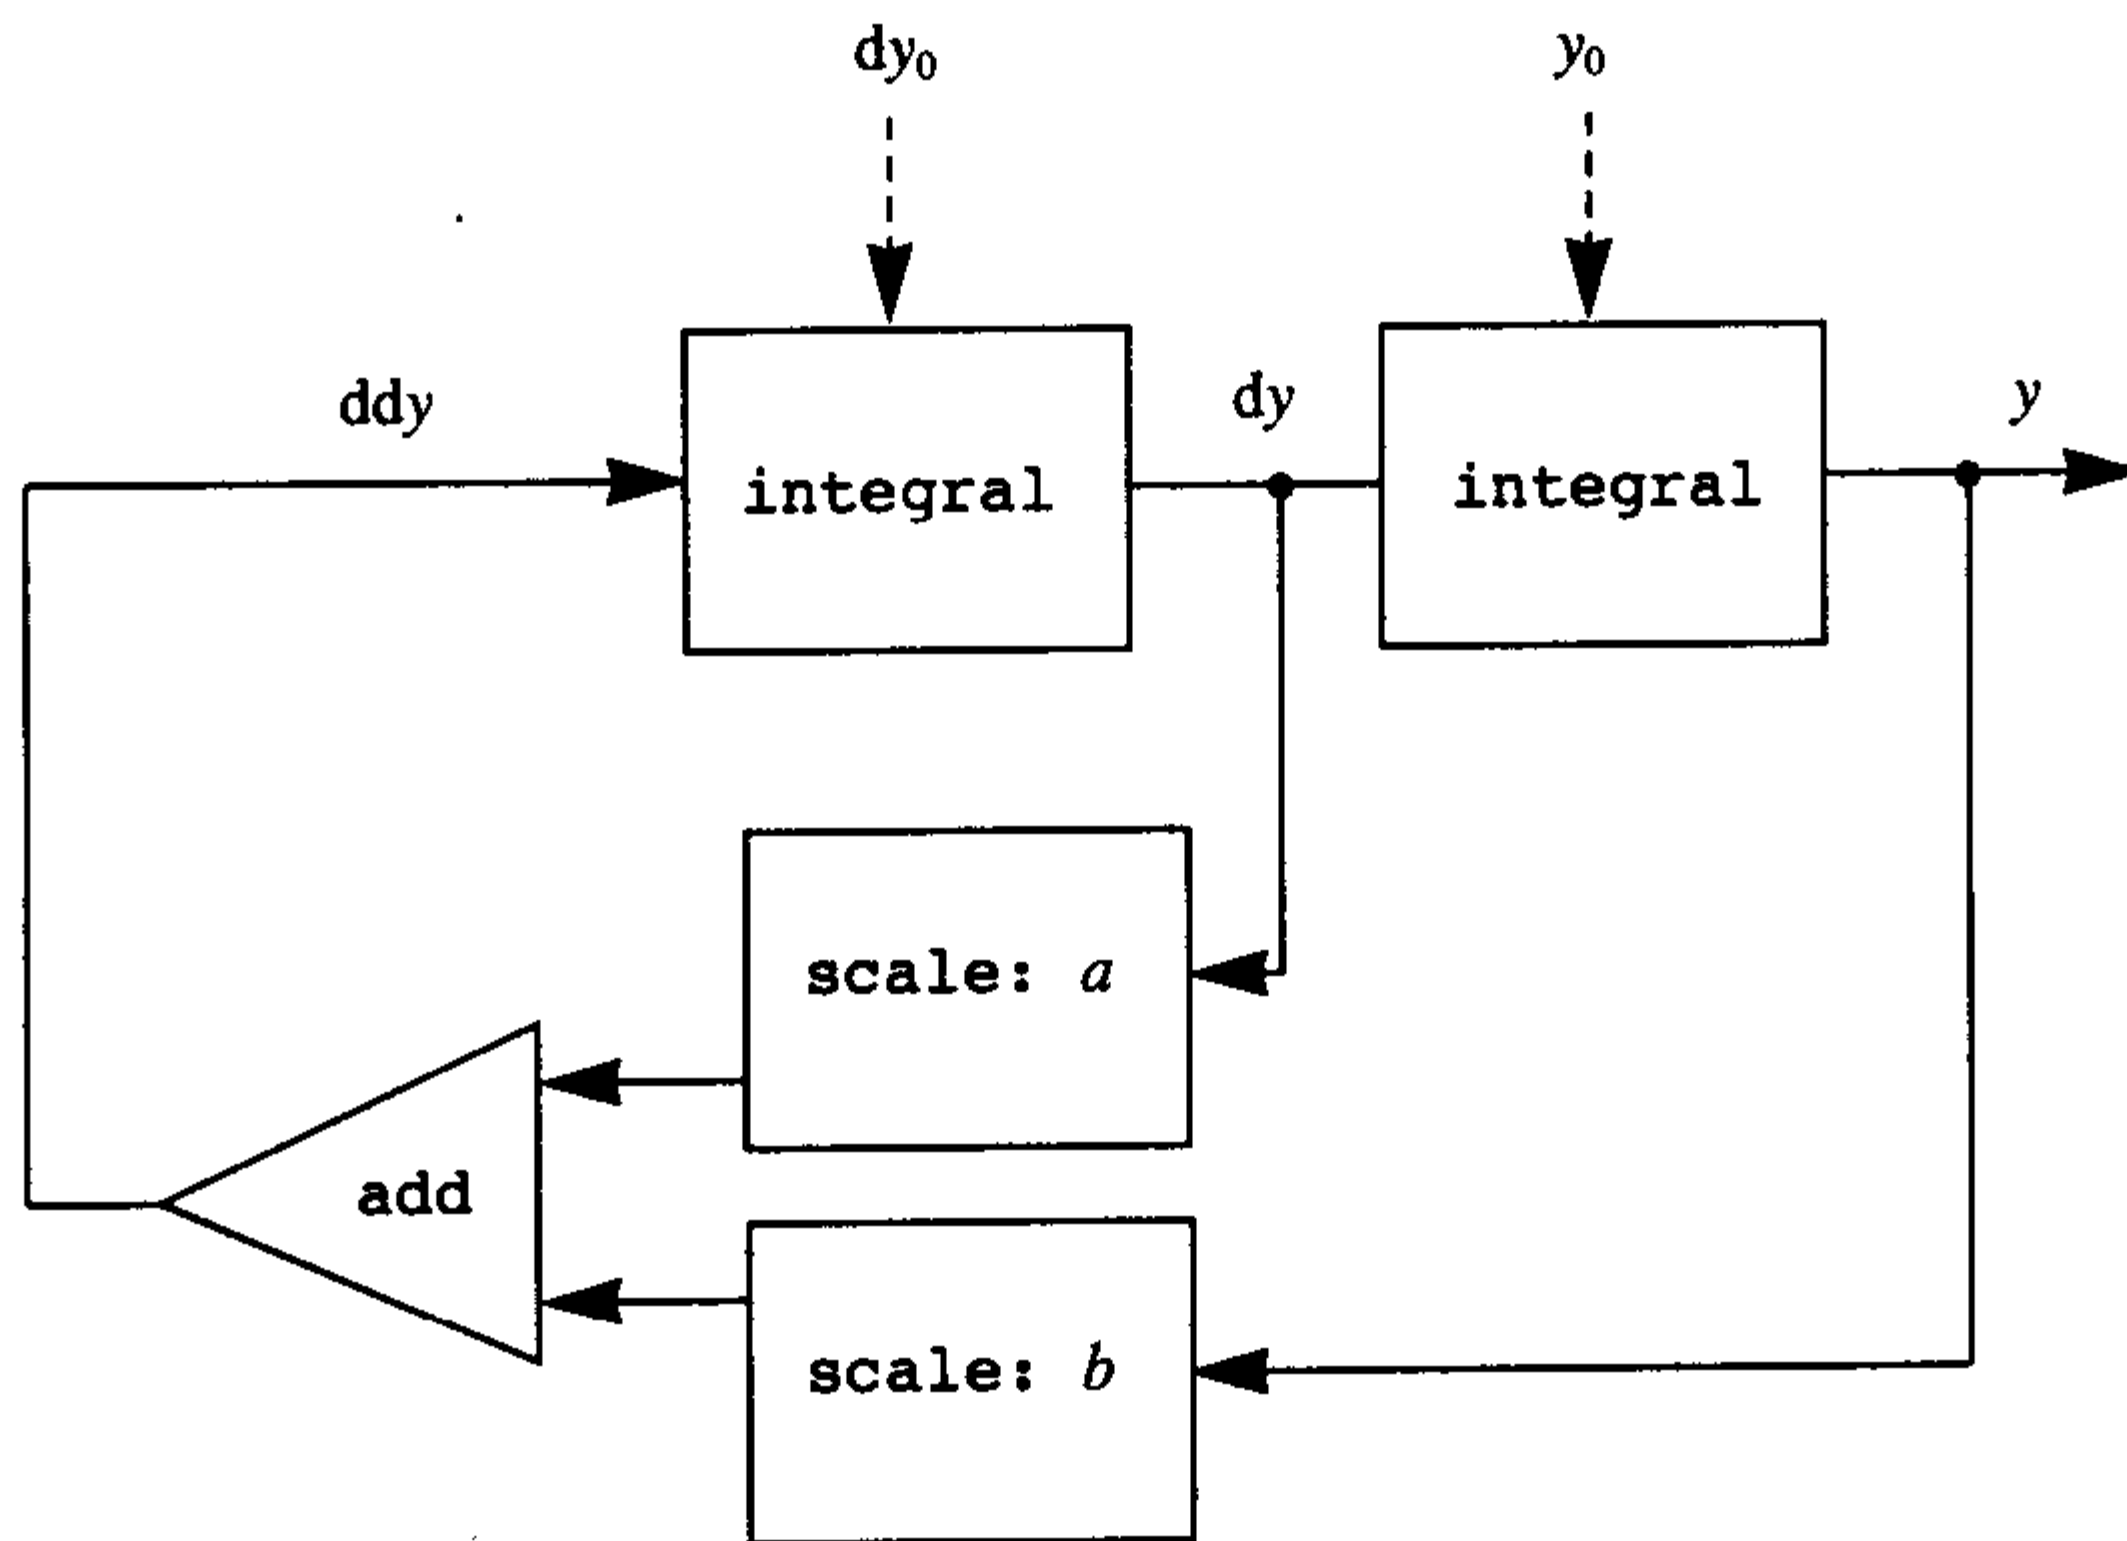 dy₀
y₀
ddy
dy
y
integral
integral
scale: a
add
scale: b